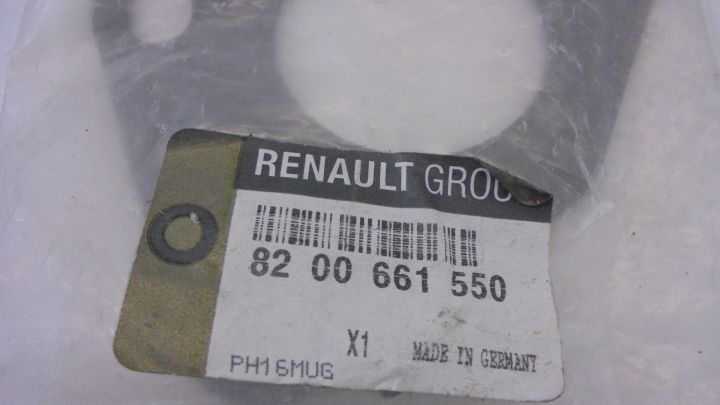 RENAULT GROU
82 00 661 550
X1
MADE IN GERMANY
PH16MUG